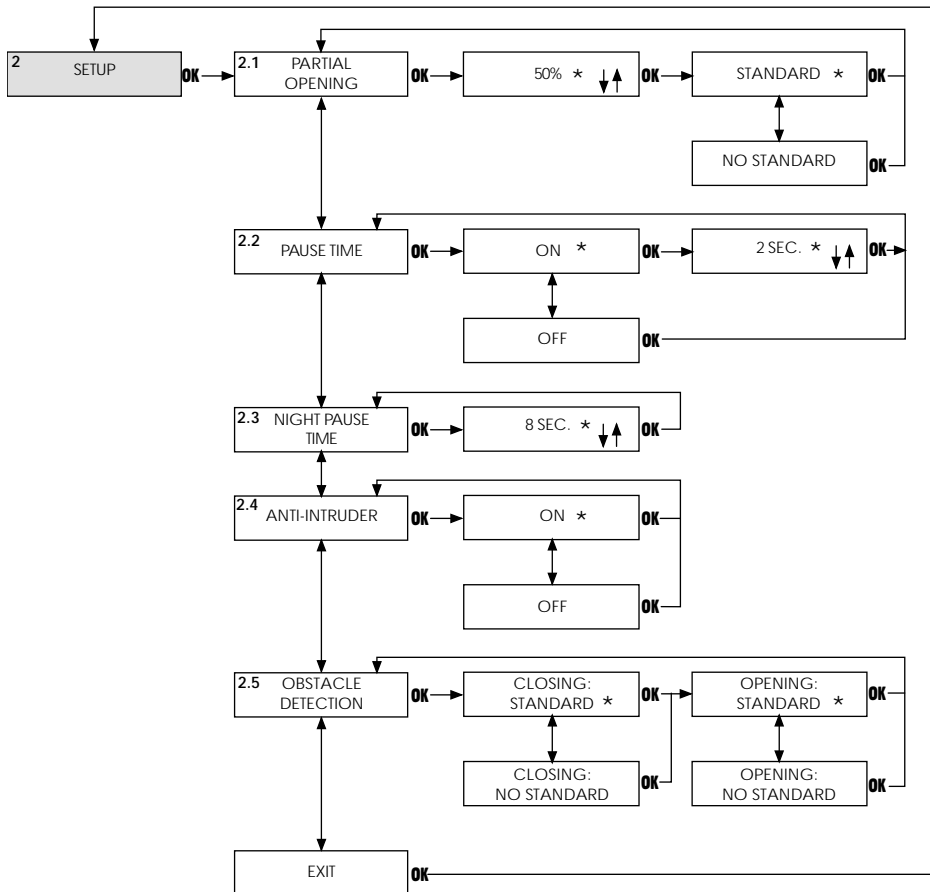 2
SETUP
OK
2.1
PARTIAL
OPENING
OK
50% *
OK
STANDARD *
OK
NO STANDARD
OK
2.2
PAUSE TIME
OK
ON *
OK
2 SEC. *
OK
OFF
OK
2.3
NIGHT PAUSE
TIME
OK
8 SEC. *
OK
2.4
ANTI-INTRUDER
OK
ON *
OK
OFF
OK
2.5
OBSTACLE
DETECTION
OK
CLOSING:
STANDARD *
OK
OPENING:
STANDARD *
OK
CLOSING:
NO STANDARD
OK
OPENING:
NO STANDARD
OK
EXIT
OK